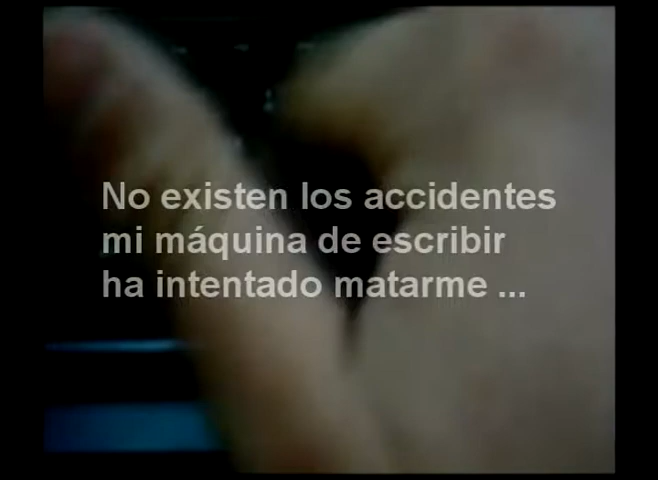 No existen los accidentes
mi máquina de escribir
ha intentado matarme ...